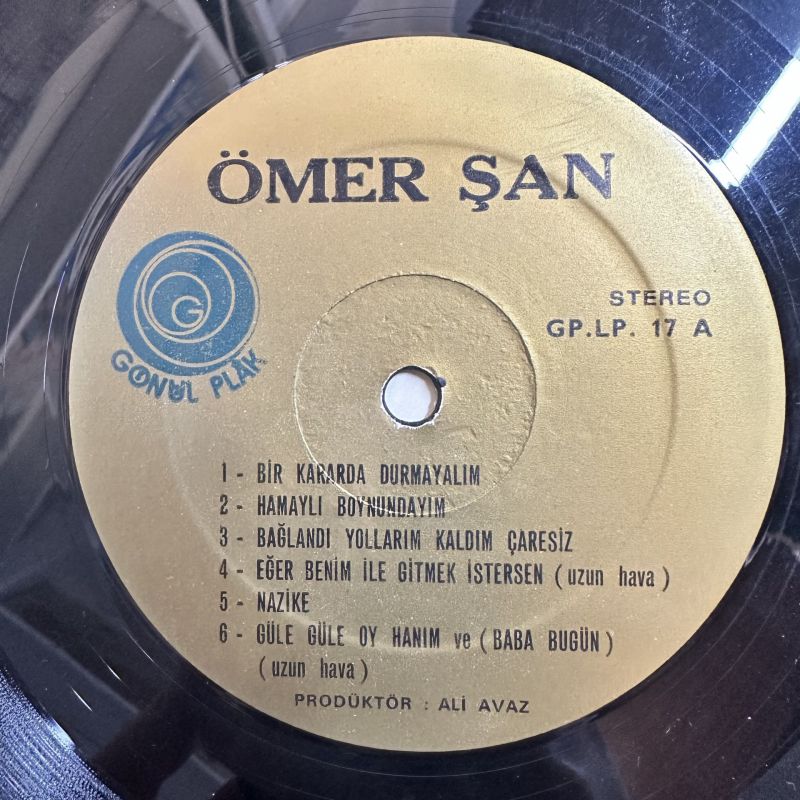 ÖMER ŞAN
G
GÖNÜL PLÂK
STEREO
GP.LP. 17 A
1 - BİR KARARDA DURMAYALIM
2 - HAMAYLI BOYNUNDAYIM
3 - BAĞLANDI YOLLARIM KALDIM ÇARESİZ
4 - EĞER BENİM İLE GİTMEK İSTERSEN (uzun hava)
5 - NAZİKE
6 - GÜLE GÜLE OY HANIM ve (BABA BUGÜN)
(uzun hava)
PRODÜKTÖR : ALİ AVAZ